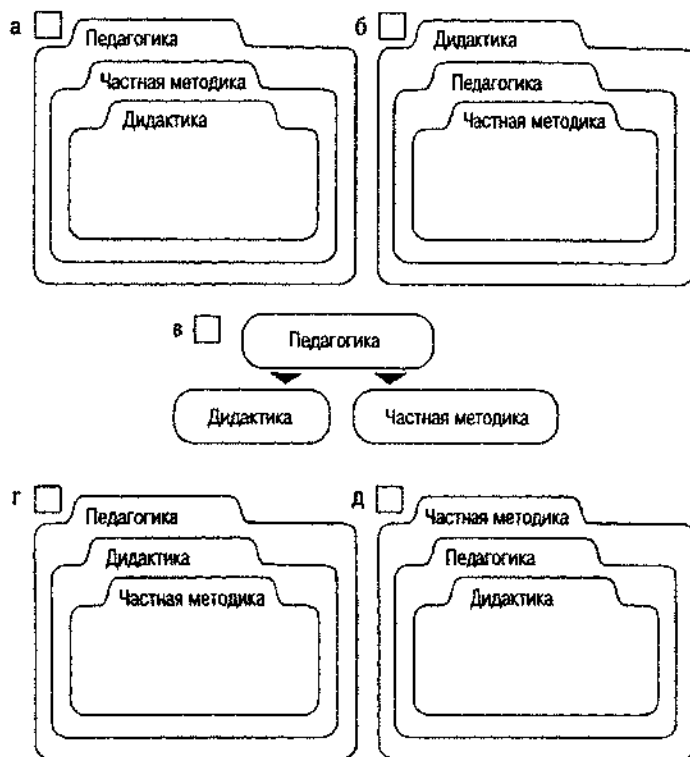 а
Педагогика
Частная методика
Дидактика
б
Дидактика
Педагогика
Частная методика
в
Педагогика
Дидактика
Частная методика
г
Педагогика
Дидактика
Частная методика
д
Частная методика
Педагогика
Дидактика